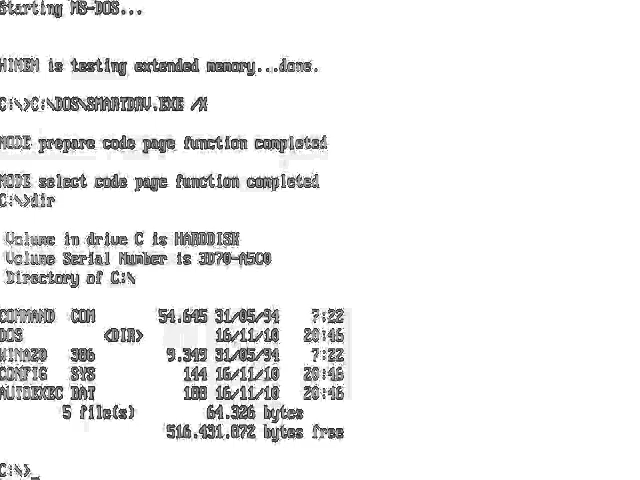 Starting MS-DOS...
HIMEM is testing extended memory...done.
C:\>C:\DOS\SMARTDRV.EXE /X
MODE prepare code page function completed
MODE select code page function completed
C:\>dir
Volume in drive C is HARDDISK
Volume Serial Number is 3D70-A5C0
Directory of C:\
COMMAND COM 54.645 31/05/94 7:22
DOS <DIR> 16/11/10 20:46
WINA20 386 9.349 31/05/94 7:22
CONFIG SYS 144 16/11/10 20:46
AUTOEXEC BAT 188 16/11/10 20:46
5 file(s) 64.326 bytes
516.431.872 bytes free
C:\>_